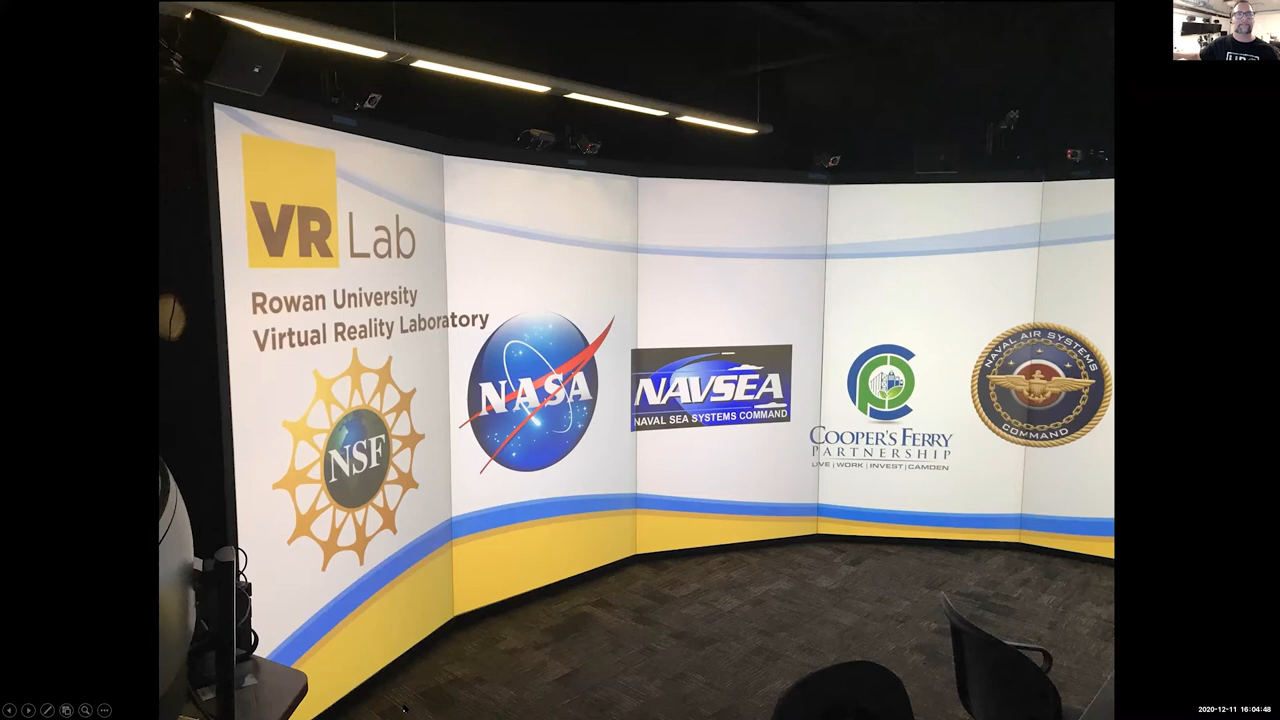 VR Lab
Rowan University
Virtual Reality Laboratory
NSF
NASA
NAVSEA
NAVAL SEA SYSTEMS COMMAND
COOPER'S FERRY
PARTNERSHIP
LIVE | WORK | INVEST | CAMDEN
NAVAL AIR SYSTEMS
COMMAND
2020-12-11 16:04:48